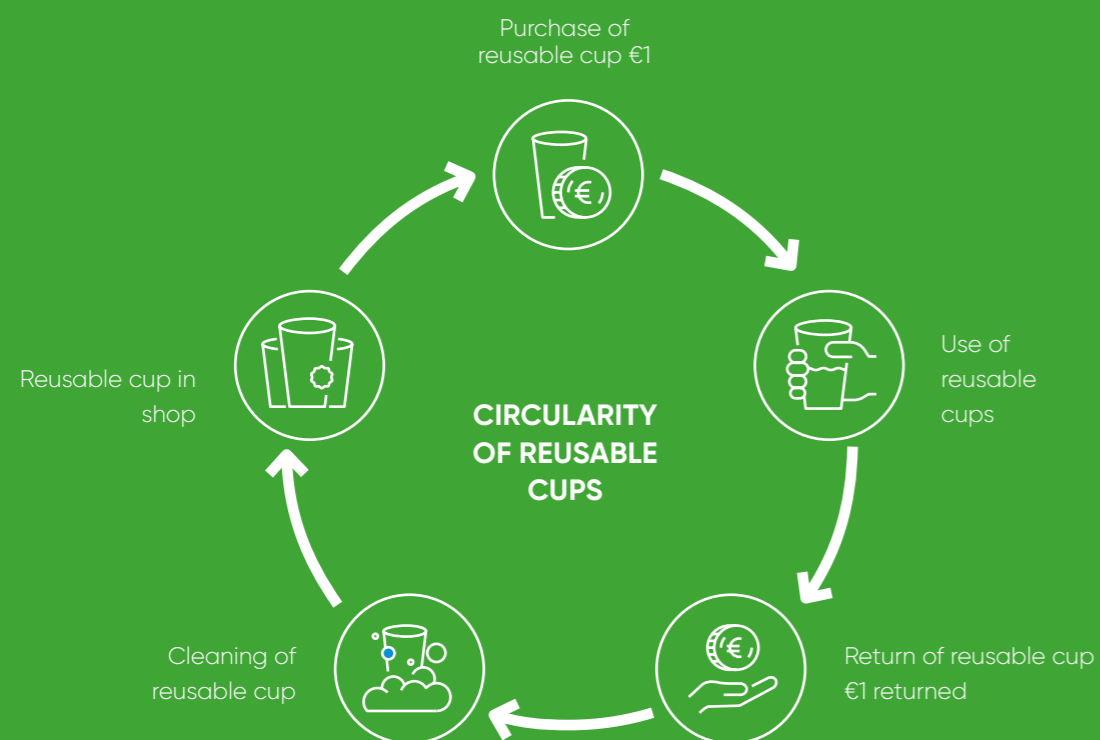 Purchase of
reusable cup €1
Use of
reusable
cups
Return of reusable cup
€1 returned
Cleaning of
reusable cup
Reusable cup in
shop
CIRCULARITY
OF REUSABLE
CUPS
€
€